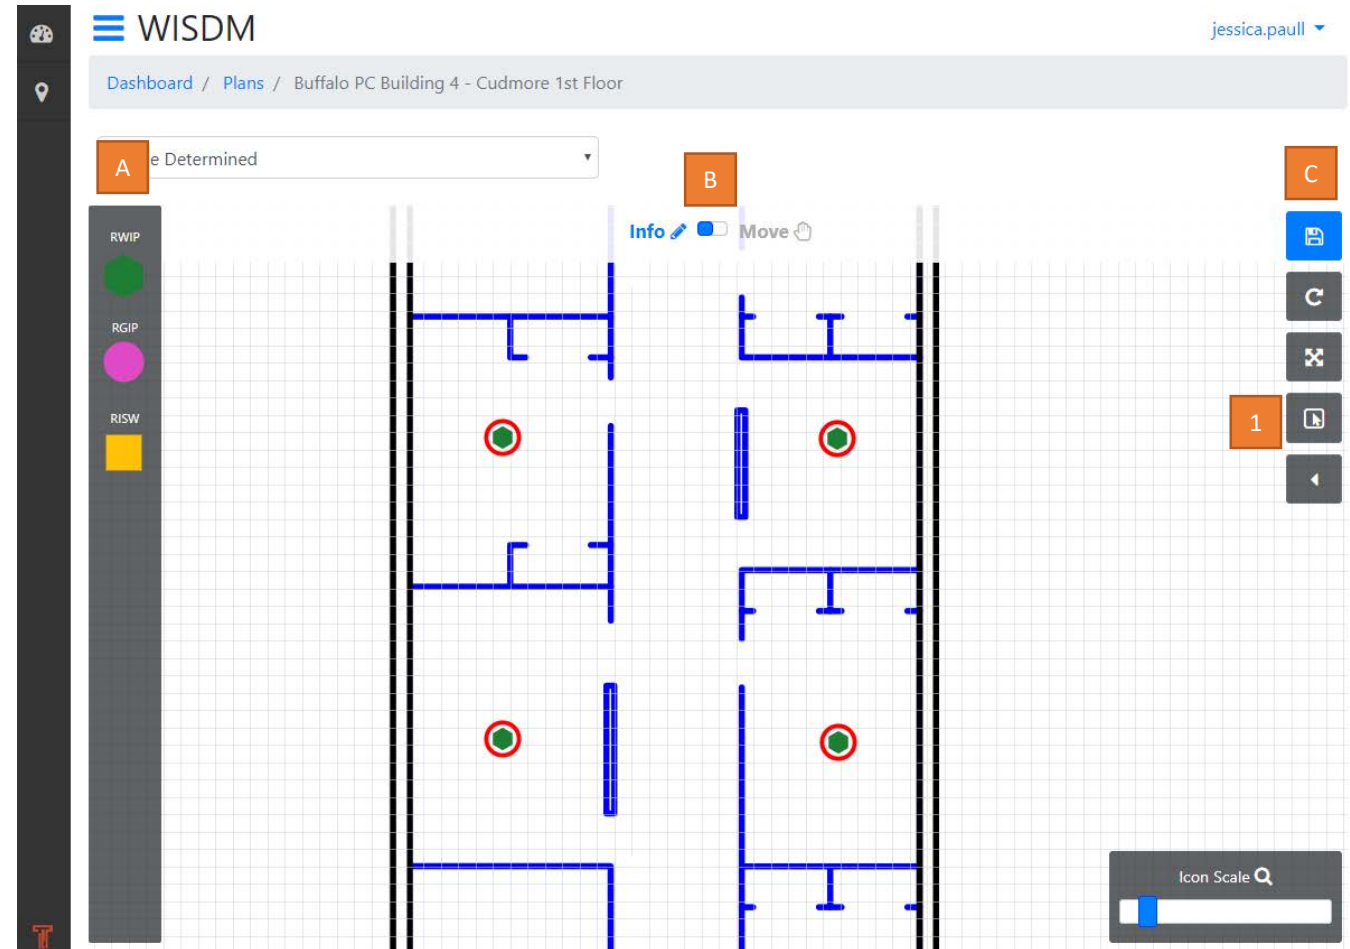 WISDM
jessica.paull
Dashboard / Plans / Buffalo PC Building 4 - Cudmore 1st Floor
A
e Determined
B
C
RWIP
Info
Move
RGIP
RISW
1
Icon Scale